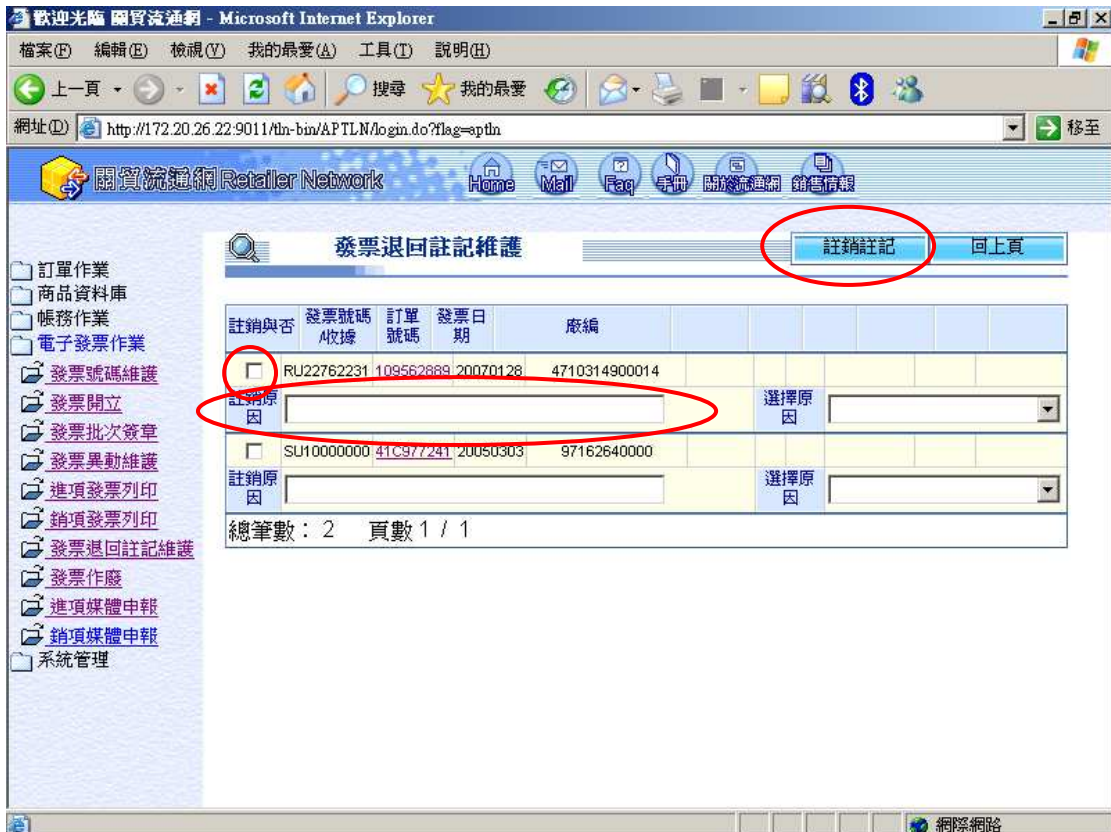 歡迎光臨 關貿流通網 - Microsoft Internet Explorer
檔案(F) 編輯(E) 檢視(V) 我的最愛(A) 工具(T) 說明(H)
上一頁 搜尋 我的最愛
網址(D) http://172.20.26.22:9011/tln-bin/APTLN/login.do?flag=aptln 移至
關貿流通網 Retailer Network Home Mail Faq 手冊 關於流通網 銷售情報
發票退回註記維護 註銷註記 回上頁
訂單作業
商品資料庫
帳務作業
電子發票作業
發票號碼維護
發票開立
發票批次簽章
發票異動維護
進項發票列印
銷項發票列印
發票退回註記維護
發票作廢
進項媒體申報
銷項媒體申報
系統管理
註銷與否 發票號碼/收據 訂單號碼 發票日期 廠編
RU22762231 109562889 20070128 4710314900014
註銷原因 選擇原因
SU10000000 41C977241 20050303 97162640000
註銷原因 選擇原因
總筆數： 2 頁數 1 / 1
網際網路